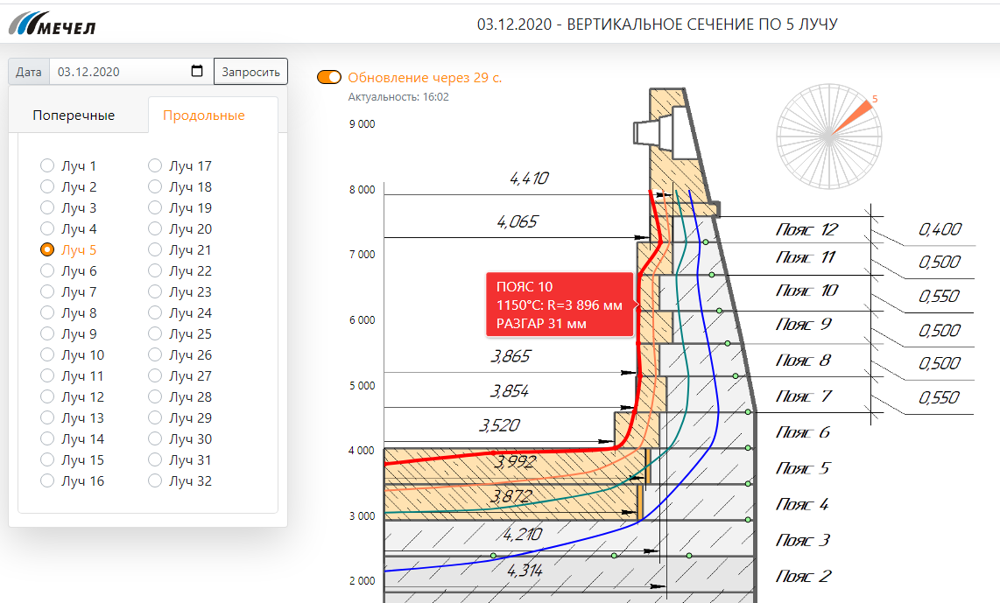 МЕЧЕЛ
03.12.2020 - ВЕРТИКАЛЬНОЕ СЕЧЕНИЕ ПО 5 ЛУЧУ
Дата 03.12.2020 Запросить
Обновление через 29 с.
Актуальность: 16:02
Поперечные Продольные
Луч 1 Луч 17
Луч 2 Луч 18
Луч 3 Луч 19
Луч 4 Луч 20
Луч 5 Луч 21
Луч 6 Луч 22
Луч 7 Луч 23
Луч 8 Луч 24
Луч 9 Луч 25
Луч 10 Луч 26
Луч 11 Луч 27
Луч 12 Луч 28
Луч 13 Луч 29
Луч 14 Луч 30
Луч 15 Луч 31
Луч 16 Луч 32
9 000
8 000
7 000
6 000
5 000
4 000
3 000
2 000
4,410
4,065
ПОЯС 10
1150°C: R=3 896 мм
РАЗГАР 31 мм
3,865
3,854
3,520
3,992
3,872
4,210
4,314
5
Пояс 12
Пояс 11
Пояс 10
Пояс 9
Пояс 8
Пояс 7
Пояс 6
Пояс 5
Пояс 4
Пояс 3
Пояс 2
0,400
0,500
0,550
0,500
0,500
0,550